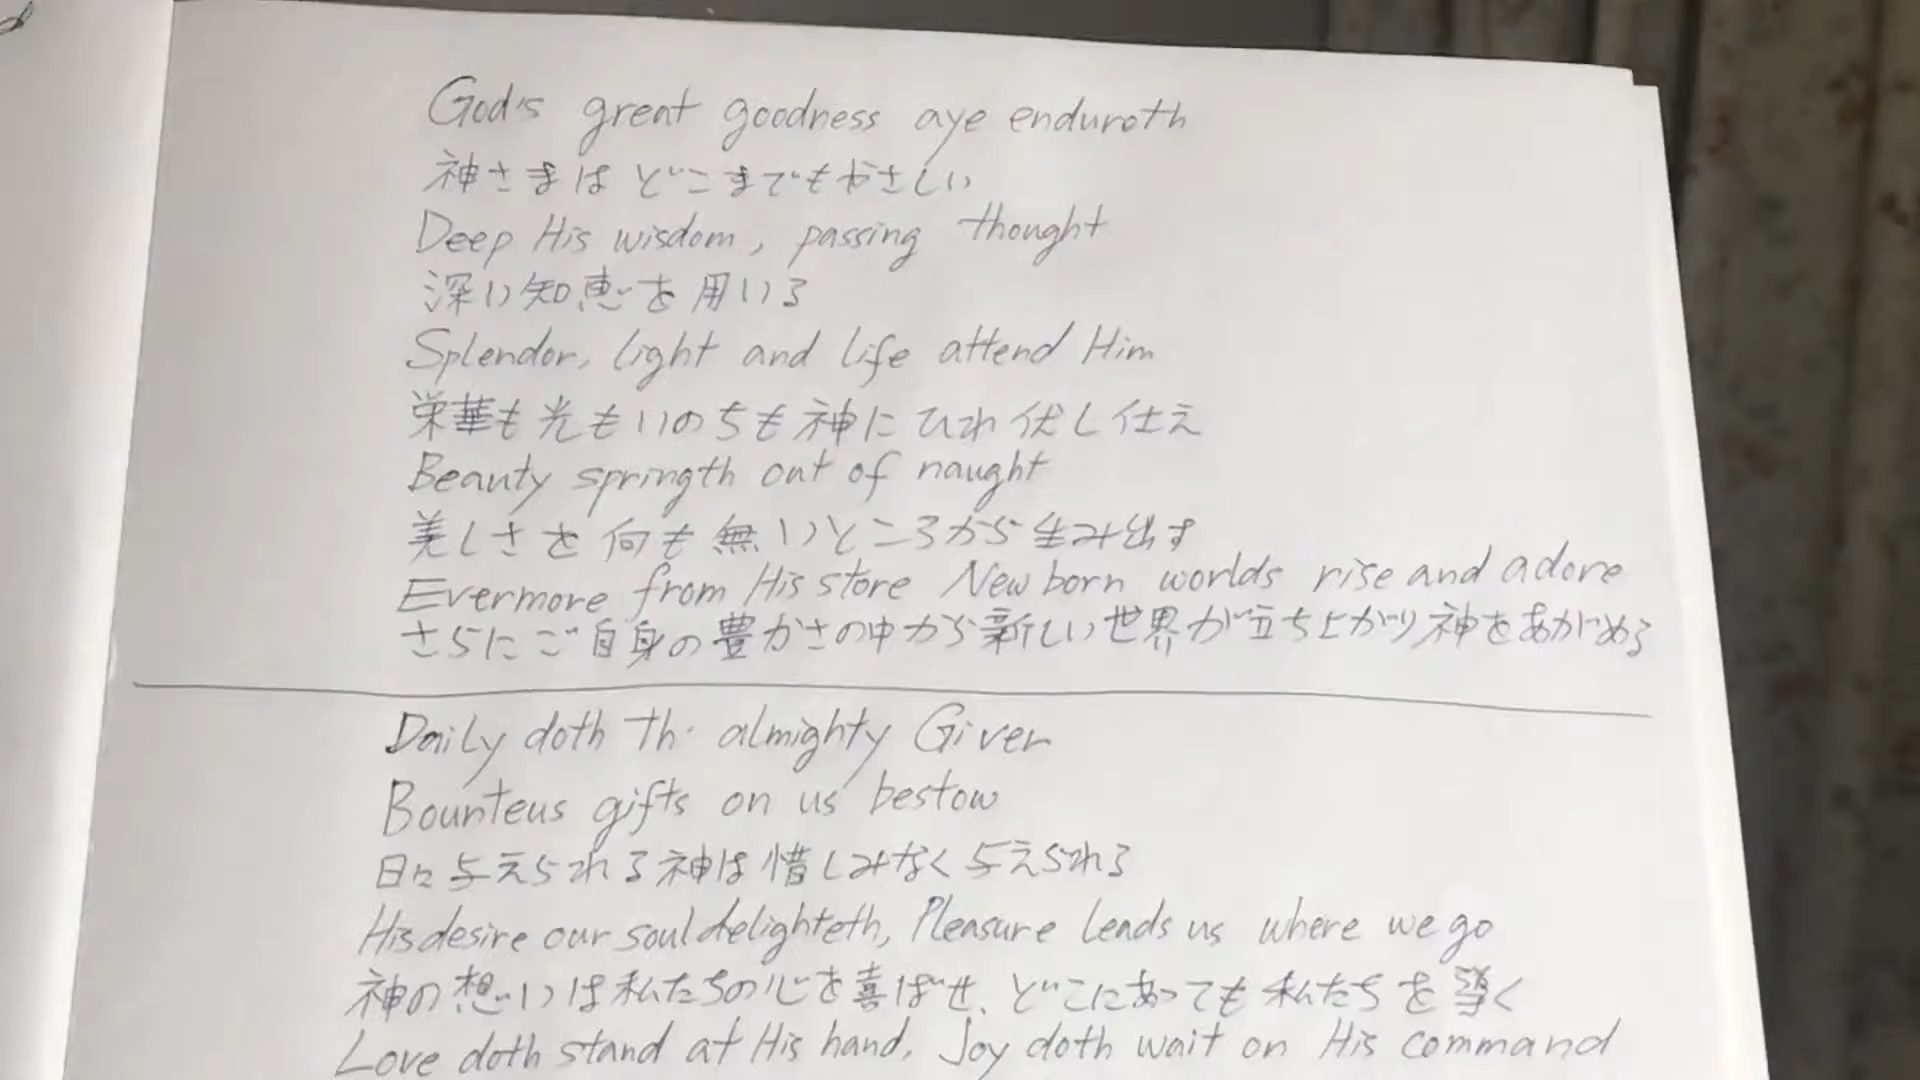 God's great goodness aye enduroth
神さまは どこまでもやさしい
Deep His wisdom, passing thought
深い知恵を用いる
Splendor, light and life attend Him
栄華も光もいのちも神にひれ伏し仕え
Beauty springth out of naught
美しさを何も無いところから生み出す
Evermore from His store New born worlds rise and adore
さらにご自身の豊かさの中から新しい世界が立ち上がり神をあがめる
Daily doth th. almighty Giver
Bounteus gifts on us bestow
日々与えられる神は惜しみなく与えられる
His desire our soul delighteth, Pleasure leads us where we go
神の想いは私たちの心を喜ばせ、どこにあっても私たちを導く
Love doth stand at His hand, Joy doth wait on His command